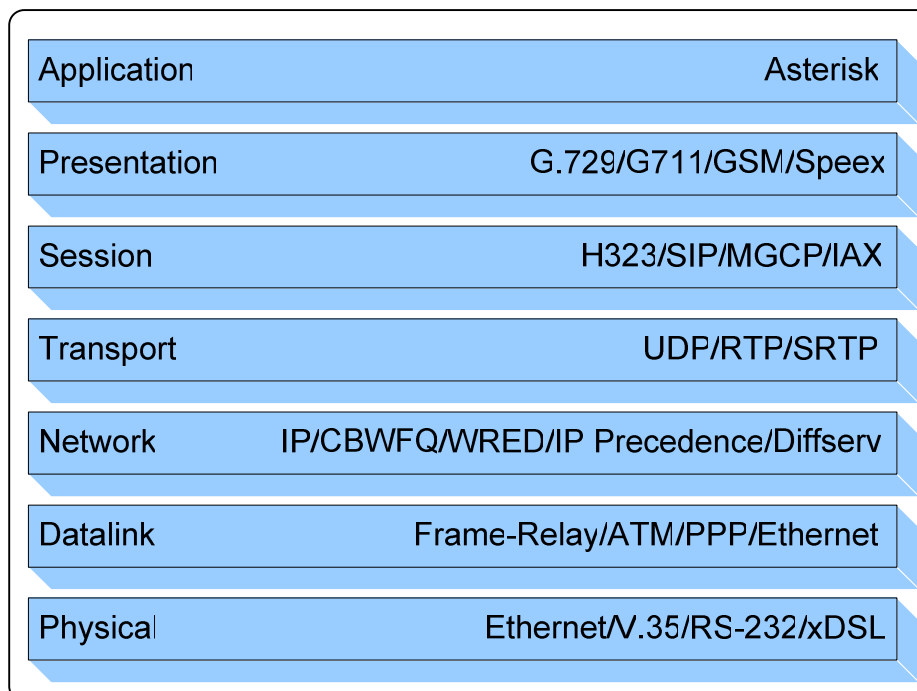 Application Asterisk
Presentation G.729/G711/GSM/Speex
Session H323/SIP/MGCP/IAX
Transport UDP/RTP/SRTP
Network IP/CBWFQ/WRED/IP Precedence/Diffserv
Datalink Frame-Relay/ATM/PPP/Ethernet
Physical Ethernet/V.35/RS-232/xDSL